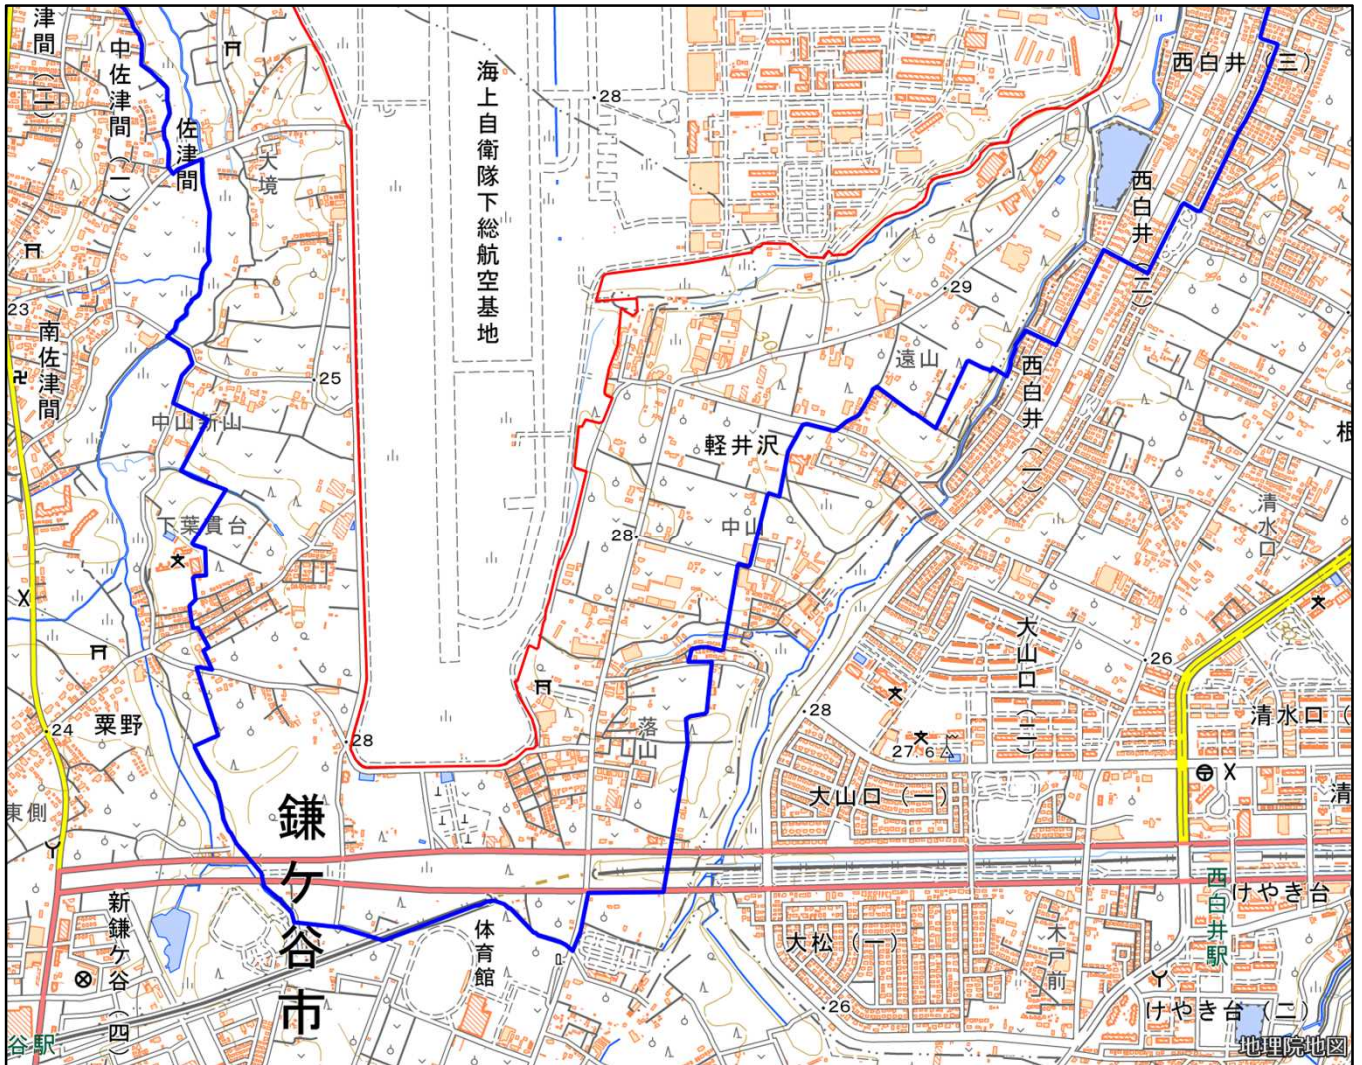 津間(二)
中佐津間(一)
佐津間
大境
海上自衛隊下総航空基地
28
西白井(三)
西白井(二)
23
南佐津間
25
中山新山
29
30
遠山
西白井(一)
軽井沢
根
清水口
28
中山
下葉貫台
大山口(二)
26
粟野
24
28
落山
28
27.6
清水口(
東側
大山口(一)
清
鎌ケ谷市
新鎌ケ谷(四)
体育館
大松(一)
木戸前
西白井駅
けやき台
26
けやき台(二)
谷駅
地理院地図